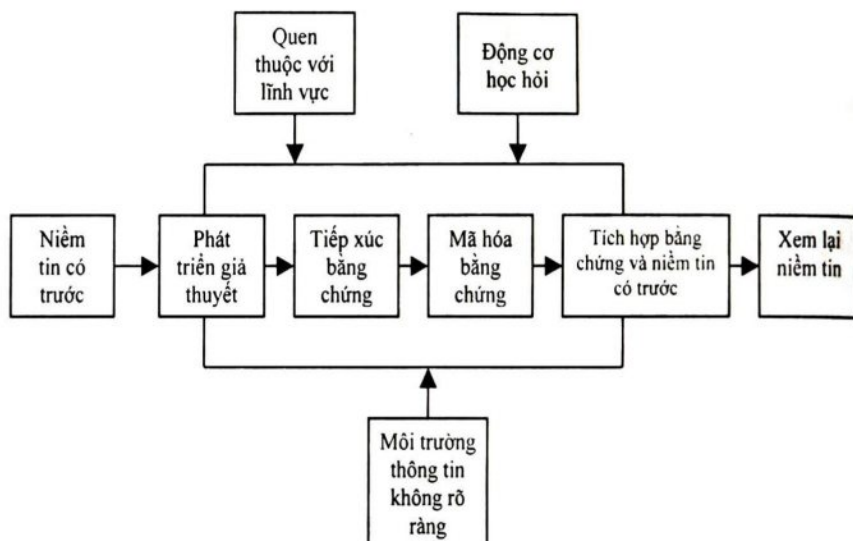 Quen
thuộc với
lĩnh vực
Động cơ
học hỏi
Niềm
tin có
trước
Phát
triển giả
thuyết
Tiếp xúc
bằng
chứng
Mã hóa
bằng
chứng
Tích hợp bằng
chứng và niềm tin
có trước
Xem lại
niềm tin
Môi trường
thông tin
không rõ
ràng